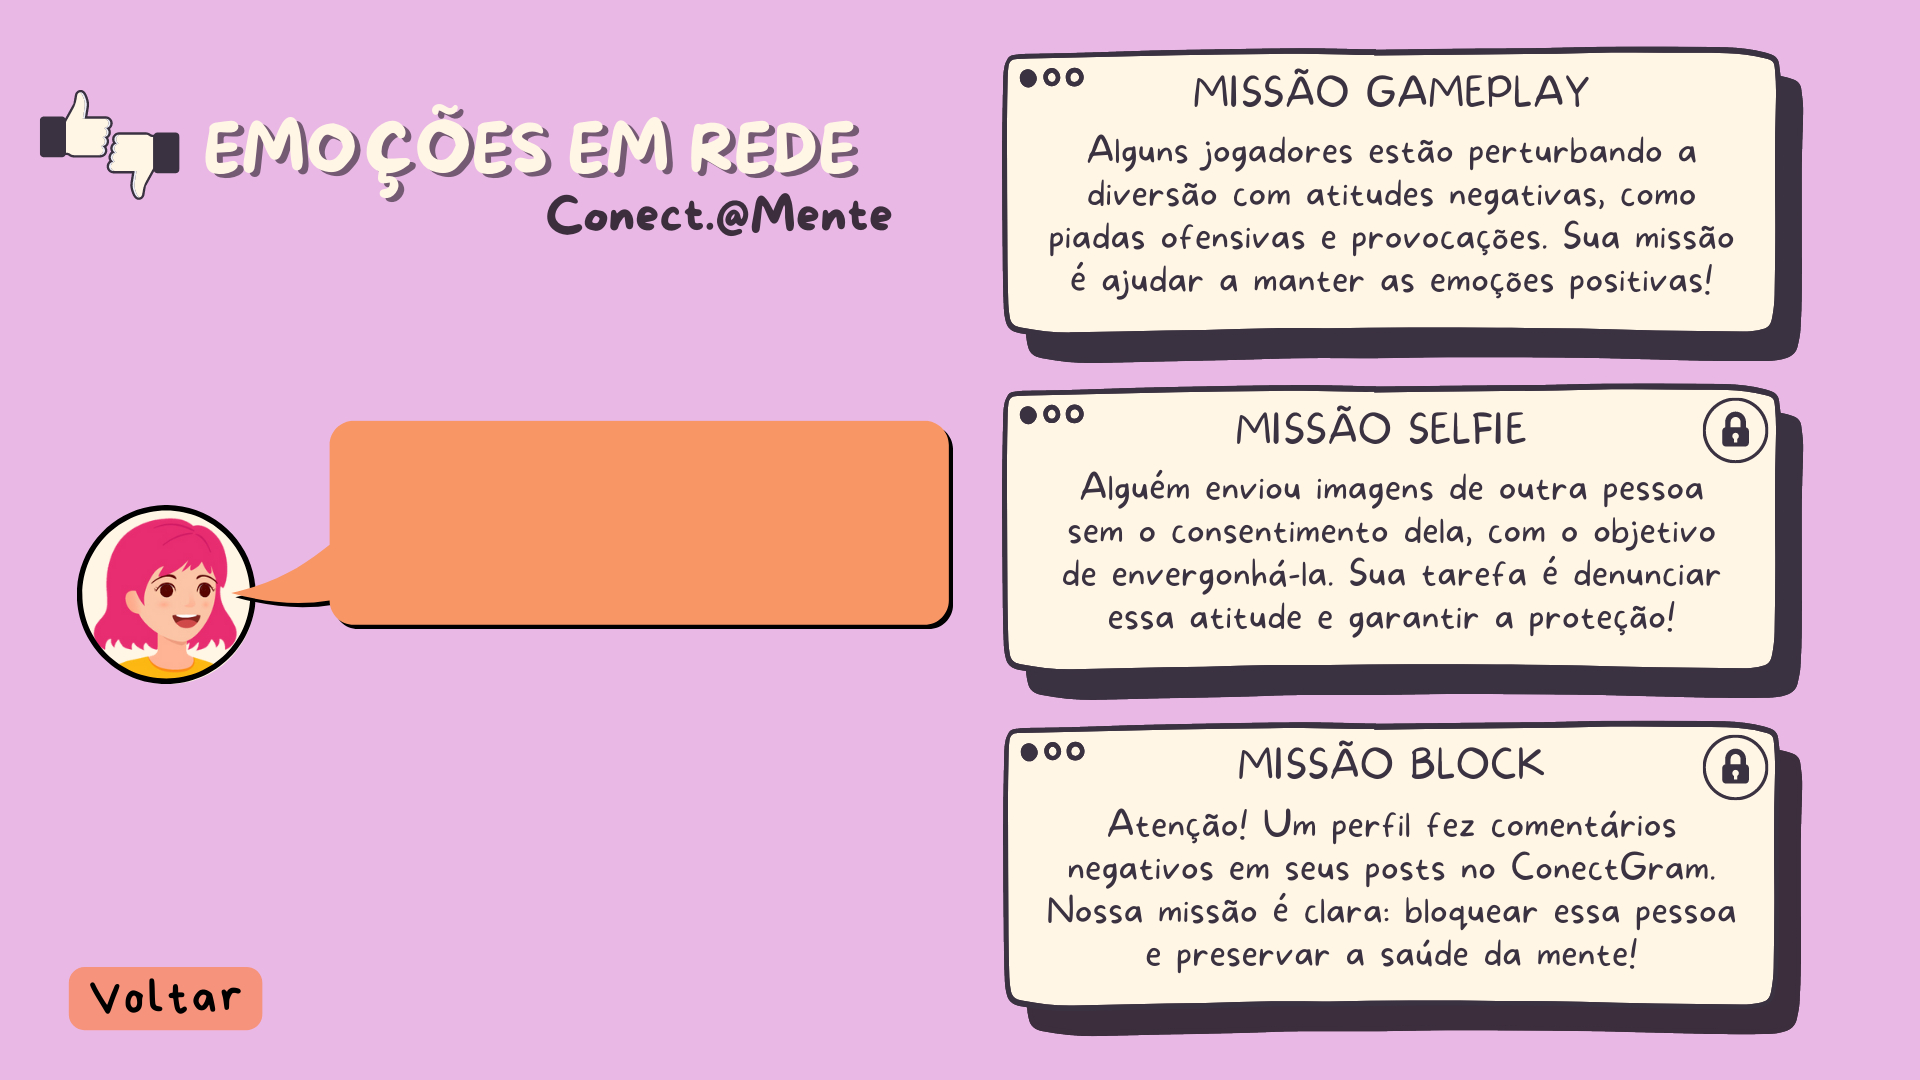 EMOÇÕES EM REDE
Conect.@Mente
MISSÃO GAMEPLAY
Alguns jogadores estão perturbando a
diversão com atitudes negativas, como
piadas ofensivas e provocações. Sua missão
é ajudar a manter as emoções positivas!
MISSÃO SELFIE
Alguém enviou imagens de outra pessoa
sem o consentimento dela, com o objetivo
de envergonhá-la. Sua tarefa é denunciar
essa atitude e garantir a proteção!
MISSÃO BLOCK
Atenção! Um perfil fez comentários
negativos em seus posts no ConectGram.
Nossa missão é clara: bloquear essa pessoa
e preservar a saúde da mente!
Voltar